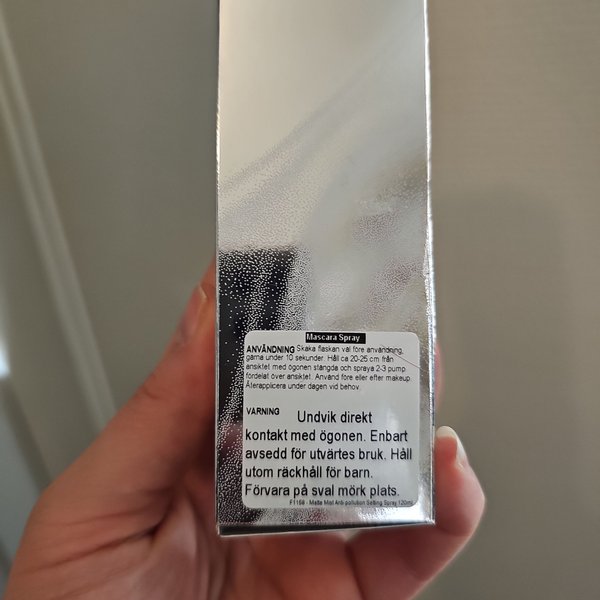 Mascara Spray
ANVÄNDNING Skaka flaskan väl före användning,
gärna under 10 sekunder. Håll ca 20-25 cm från
ansiktet med ögonen stängda och spraya 2-3 pump
fördelat över ansiktet. Använd före eller efter makeup.
Återapplicera under dagen vid behov.
VARNING Undvik direkt
kontakt med ögonen. Enbart
avsedd för utvärtes bruk. Håll
utom räckhåll för barn.
Förvara på sval mörk plats.
F1158 - Matte Mist Anti-pollution Setting Spray 120ml